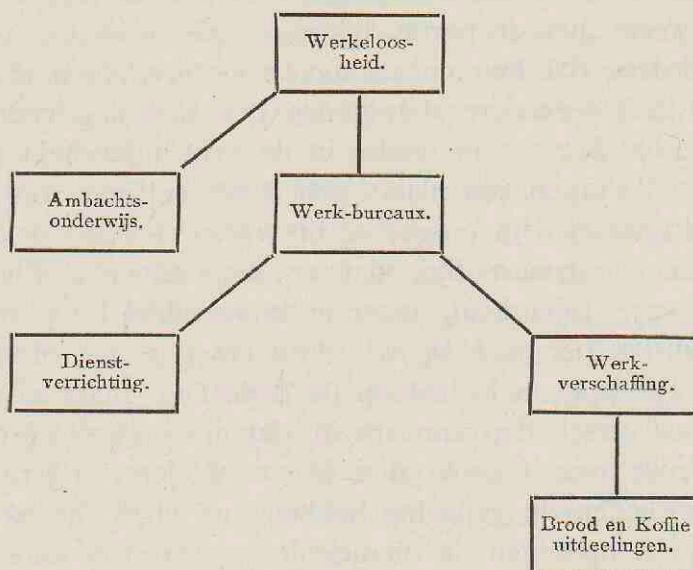 Werkeloos-
heid.
Ambachts-
onderwijs.
Werk-bureaux.
Dienst-
verrichting.
Werk-
verschaffing.
Brood en Koffie
uitdeelingen.